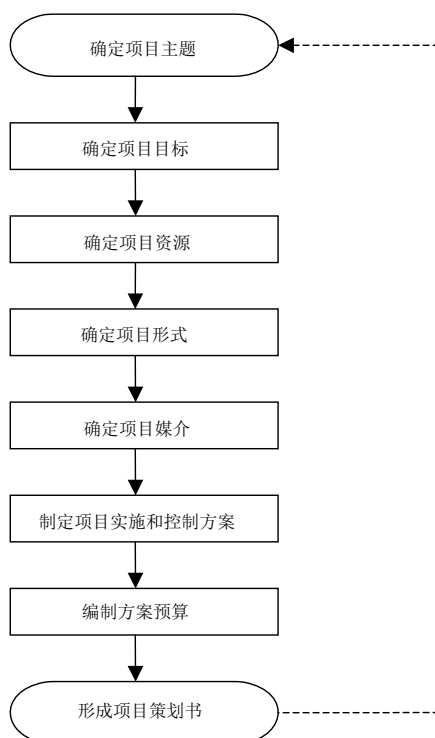 确定项目主题
确定项目目标
确定项目资源
确定项目形式
确定项目媒介
制定项目实施和控制方案
编制方案预算
形成项目策划书